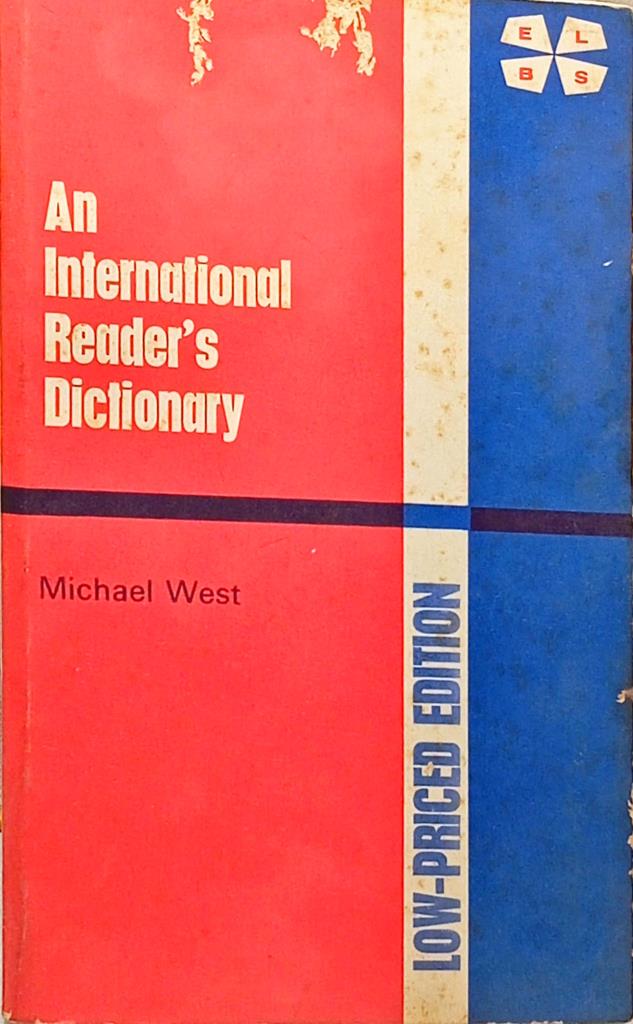 E L
B S
An
International
Reader's
Dictionary
Michael West
LOW-PRICED EDITION